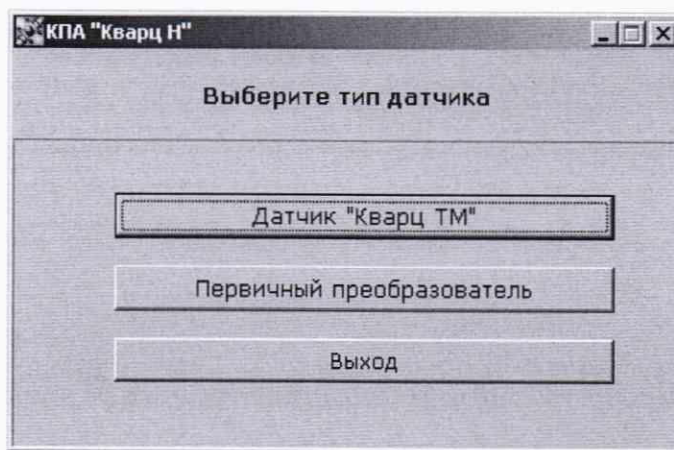 КПА "Кварц Н"
Выберите тип датчика
Датчик "Кварц ТМ"
Первичный преобразователь
Выход